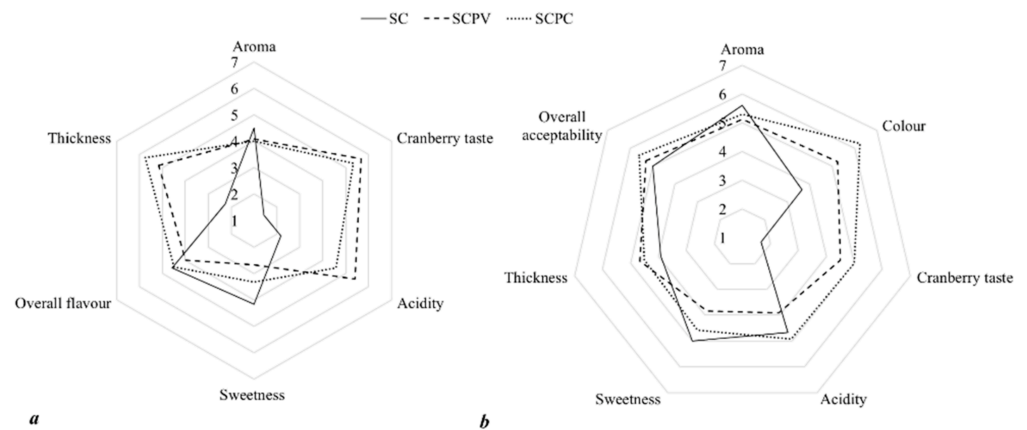 SC SCPV SCPC
Aroma
7
6
5
4
3
2
1
Cranberry taste
Acidity
Sweetness
Overall flavour
Thickness
a
Aroma
7
6
5
4
3
2
1
Colour
Cranberry taste
Acidity
Sweetness
Thickness
Overall
acceptability
b